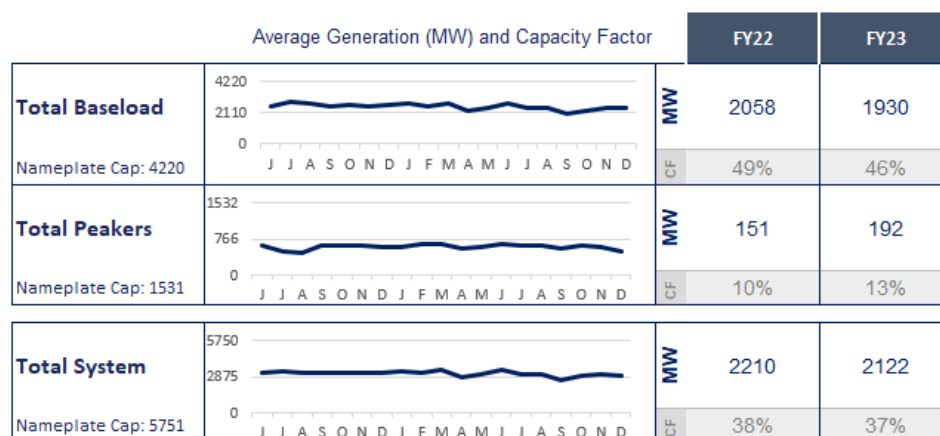 Average Generation (MW) and Capacity Factor FY22 FY23
4220
Total Baseload 2110 MW 2058 1930
0
J J A S O N D J F M A M J J A S O N D
Nameplate Cap: 4220 CF 49% 46%
1532
Total Peakers 766 MW 151 192
0
J J A S O N D J F M A M J J A S O N D
Nameplate Cap: 1531 CF 10% 13%
5750
Total System 2875 MW 2210 2122
0
J J A S O N D J F M A M J J A S O N D
Nameplate Cap: 5751 CF 38% 37%